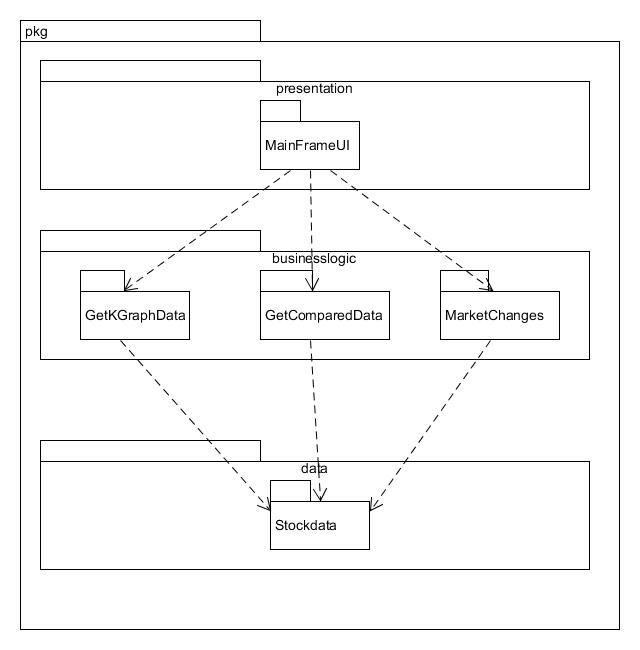 pkg
presentation
MainFrameUI
businesslogic
GetKGraphData
GetComparedData
MarketChanges
data
Stockdata